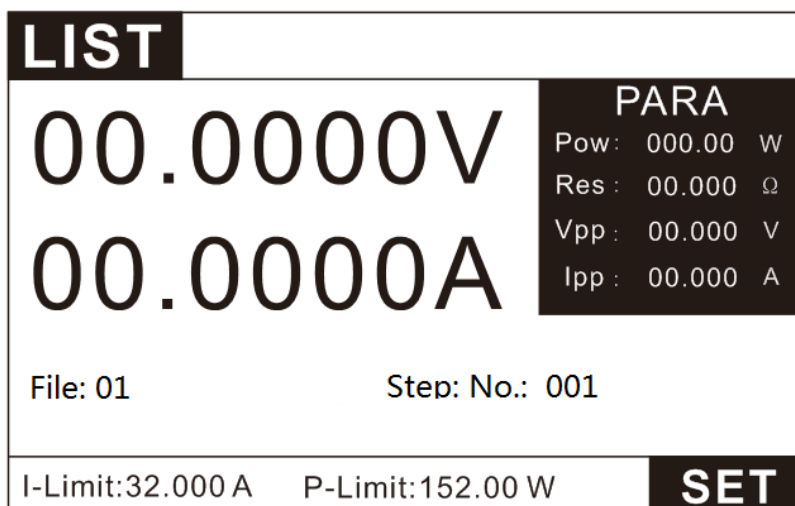 LIST
00.0000V
00.0000A
PARA
Pow: 000.00 W
Res: 00.000 Ω
Vpp: 00.000 V
Ipp: 00.000 A
File: 01 Step: No.: 001
I-Limit:32.000 A P-Limit:152.00 W SET